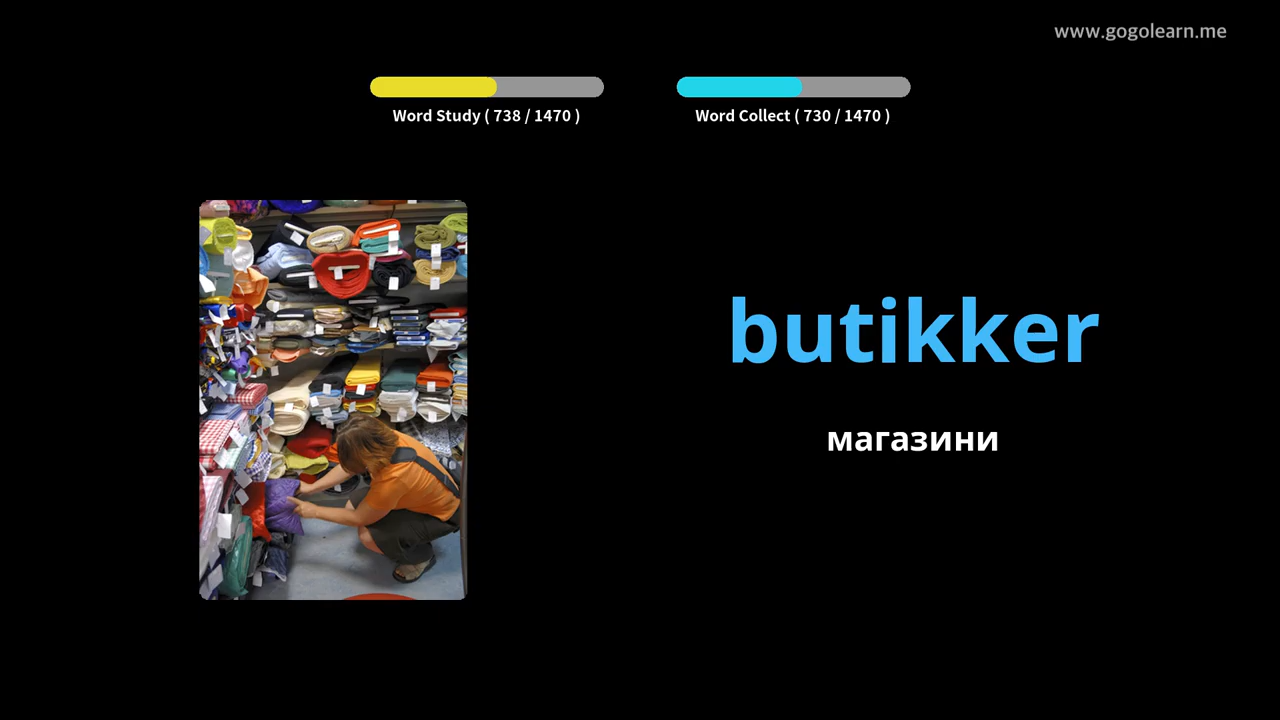 www.gogolearn.me
Word Study ( 738 / 1470 )
Word Collect ( 730 / 1470 )
butikker
магазини